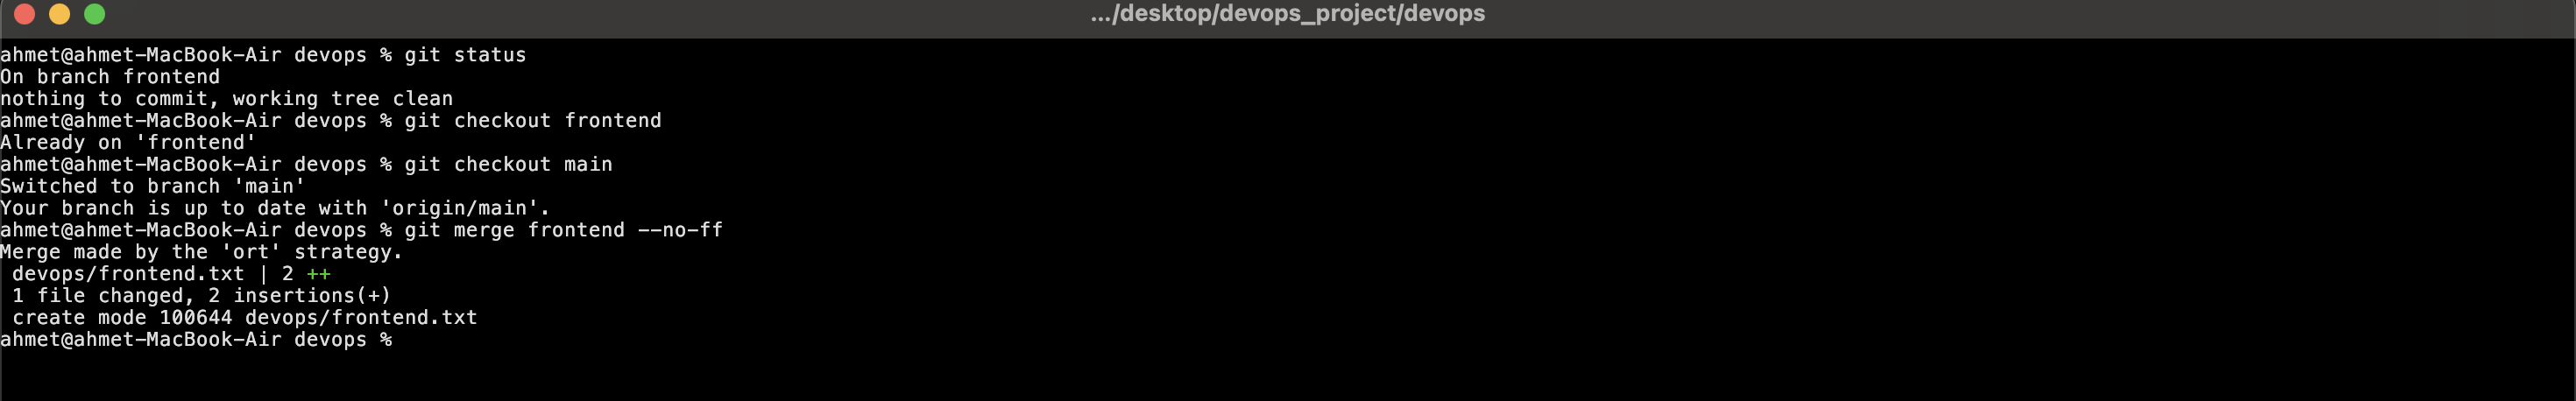 .../desktop/devops_project/devops
ahmet@ahmet-MacBook-Air devops % git status
On branch frontend
nothing to commit, working tree clean
ahmet@ahmet-MacBook-Air devops % git checkout frontend
Already on 'frontend'
ahmet@ahmet-MacBook-Air devops % git checkout main
Switched to branch 'main'
Your branch is up to date with 'origin/main'.
ahmet@ahmet-MacBook-Air devops % git merge frontend --no-ff
Merge made by the 'ort' strategy.
 devops/frontend.txt | 2 ++
 1 file changed, 2 insertions(+)
 create mode 100644 devops/frontend.txt
ahmet@ahmet-MacBook-Air devops %